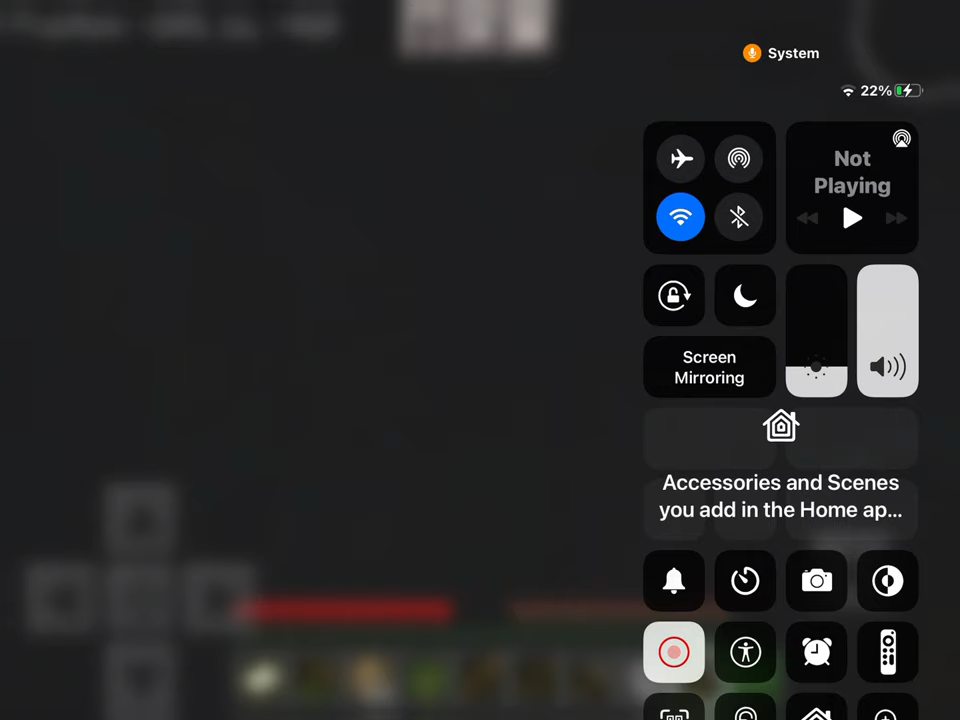 System
22%
Not
Playing
Screen
Mirroring
Accessories and Scenes
you add in the Home ap...